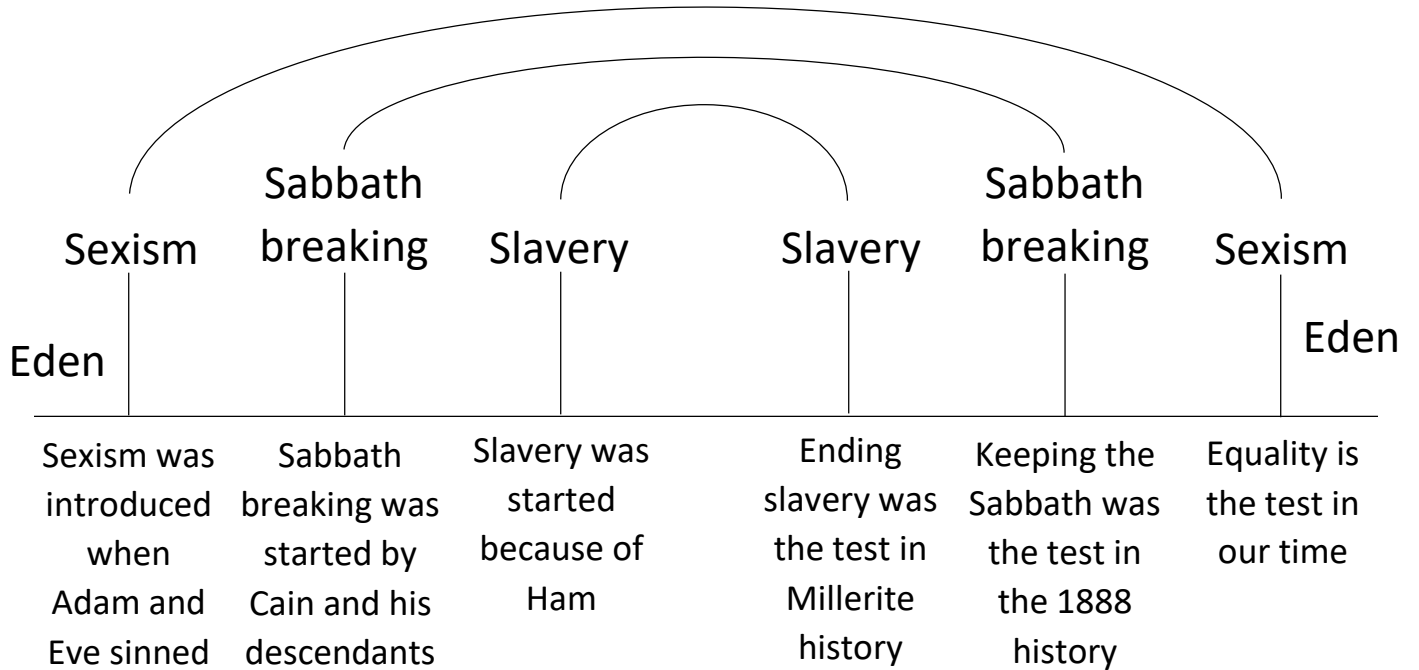 Sexism
Sabbath
breaking
Slavery
Slavery
Sabbath
breaking
Sexism
Eden
Eden
Sexism was
introduced
when
Adam and
Eve sinned
Sabbath
breaking was
started by
Cain and his
descendants
Slavery was
started
because of
Ham
Ending
slavery was
the test in
Millerite
history
Keeping the
Sabbath was
the test in
the 1888
history
Equality is
the test in
our time